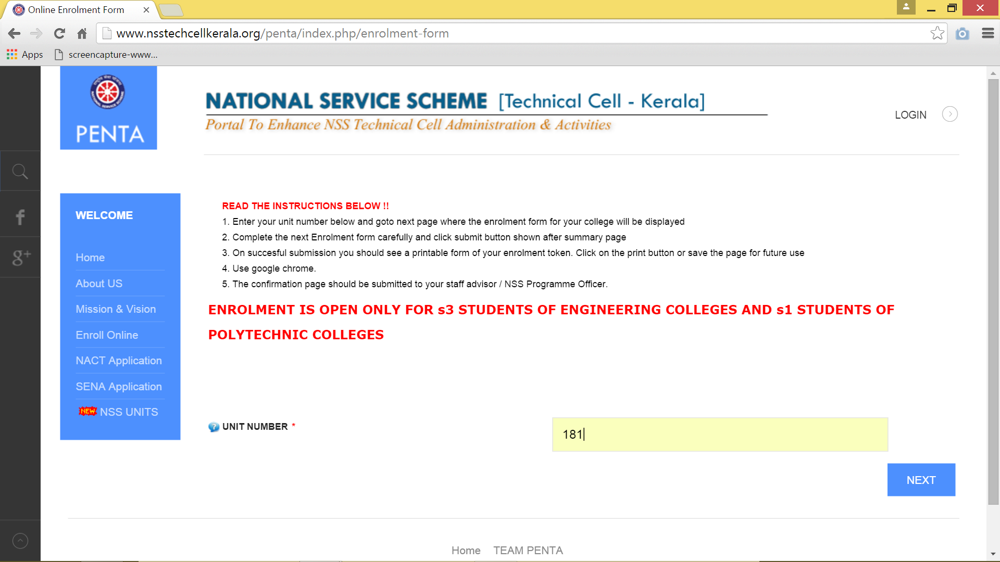 Online Enrolment Form
www.nsstechcellkerala.org/penta/index.php/enrolment-form
Apps screencapture-www...
PENTA
NATIONAL SERVICE SCHEME [Technical Cell - Kerala]
Portal To Enhance NSS Technical Cell Administration & Activities
LOGIN
f
g+
WELCOME
Home
About US
Mission & Vision
Enroll Online
NACT Application
SENA Application
NEW NSS UNITS
READ THE INSTRUCTIONS BELOW !!
1. Enter your unit number below and goto next page where the enrolment form for your college will be displayed
2. Complete the next Enrolment form carefully and click submit button shown after summary page
3. On succesful submission you should see a printable form of your enrolment token. Click on the print button or save the page for future use
4. Use google chrome.
5. The confirmation page should be submitted to your staff advisor / NSS Programme Officer.
ENROLMENT IS OPEN ONLY FOR s3 STUDENTS OF ENGINEERING COLLEGES AND s1 STUDENTS OF
POLYTECHNIC COLLEGES
? UNIT NUMBER *
181
NEXT
Home TEAM PENTA